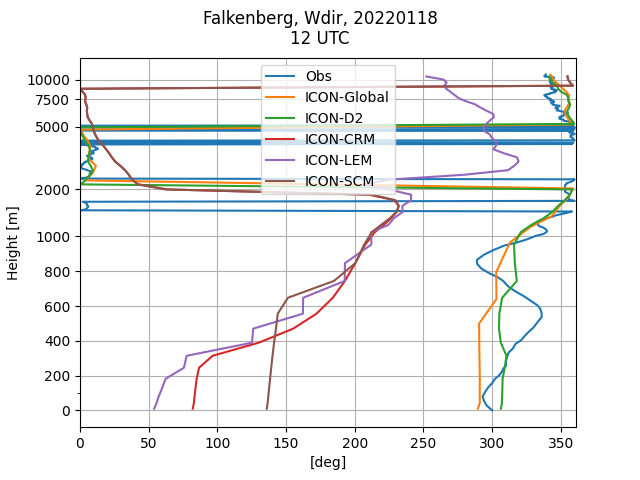 Falkenberg, Wdir, 20220118
12 UTC
Height [m]
10000
7500
5000
2000
1000
800
600
400
200
0
Obs
ICON-Global
ICON-D2
ICON-CRM
ICON-LEM
ICON-SCM
0 50 100 150 200 250 300 350
[deg]